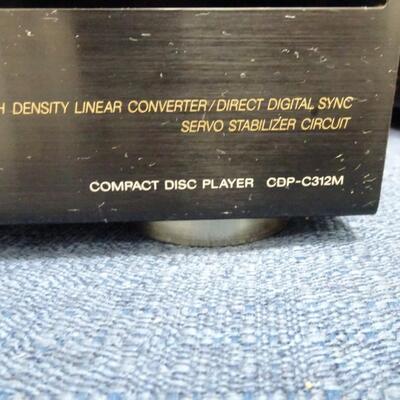 H DENSITY LINEAR CONVERTER/DIRECT DIGITAL SYNC
SERVO STABILIZER CIRCUIT
COMPACT DISC PLAYER CDP-C312M